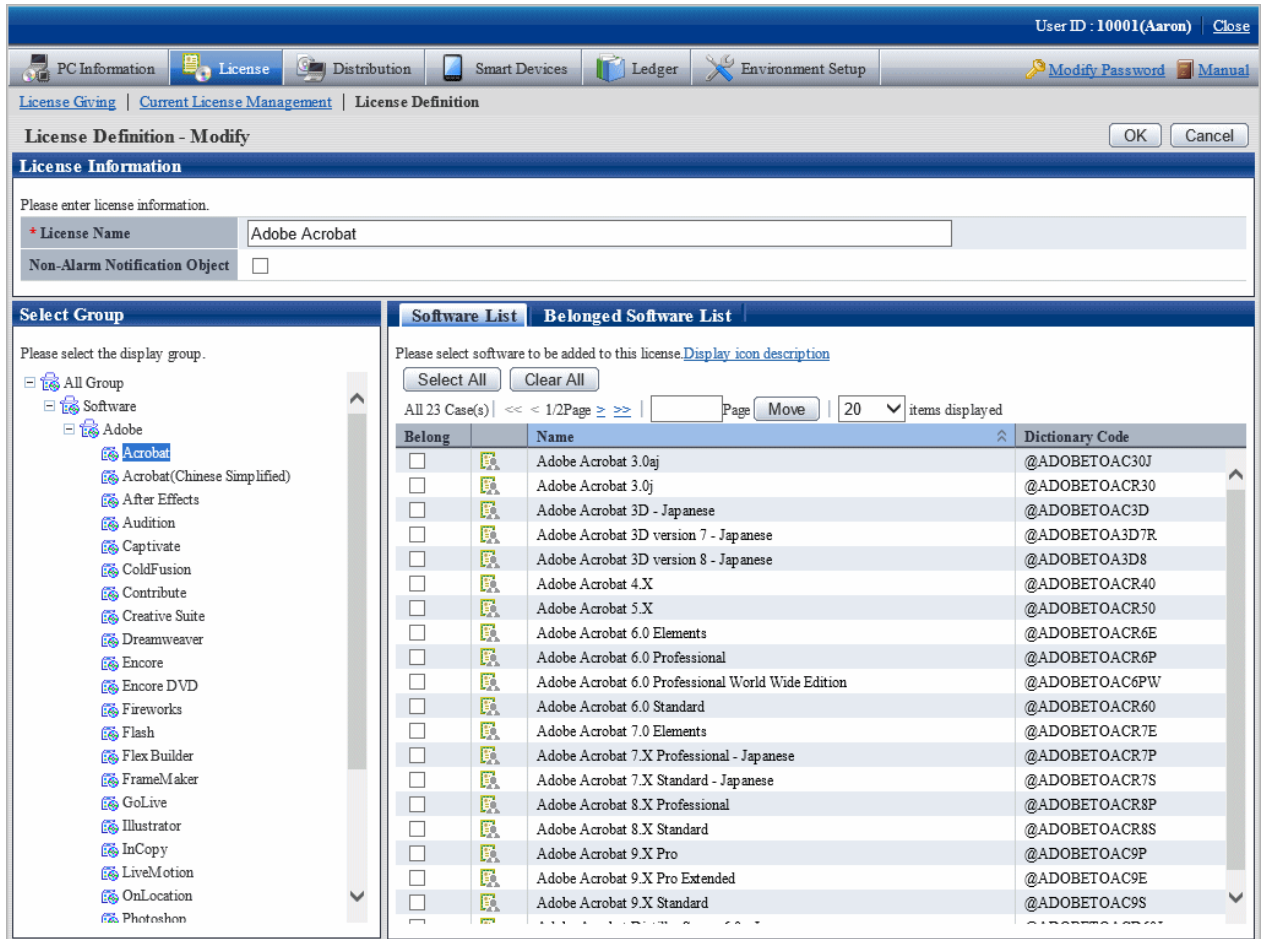 User ID : 10001(Aaron) | Close
PC Information License Distribution Smart Devices Ledger Environment Setup Modify Password Manual
License Giving | Current License Management | License Definition
License Definition - Modify OK Cancel
License Information
Please enter license information.
* License Name Adobe Acrobat
Non-Alarm Notification Object
Select Group
Please select the display group.
All Group
Software
Adobe
Acrobat
Acrobat(Chinese Simplified)
After Effects
Audition
Captivate
ColdFusion
Contribute
Creative Suite
Dreamweaver
Encore
Encore DVD
Fireworks
Flash
Flex Builder
FrameMaker
GoLive
Illustrator
InCopy
LiveMotion
OnLocation
Photoshop
Software List Belonged Software List
Please select software to be added to this license.Display icon description
Select All Clear All
All 23 Case(s) | << < 1/2Page > >> | Page Move | 20 items displayed
Belong Name Dictionary Code
Adobe Acrobat 3.0aj @ADOBETOAC30J
Adobe Acrobat 3.0j @ADOBETOACR30
Adobe Acrobat 3D - Japanese @ADOBETOAC3D
Adobe Acrobat 3D version 7 - Japanese @ADOBETOA3D7R
Adobe Acrobat 3D version 8 - Japanese @ADOBETOA3D8
Adobe Acrobat 4.X @ADOBETOACR40
Adobe Acrobat 5.X @ADOBETOACR50
Adobe Acrobat 6.0 Elements @ADOBETOACR6E
Adobe Acrobat 6.0 Professional @ADOBETOACR6P
Adobe Acrobat 6.0 Professional World Wide Edition @ADOBETOAC6PW
Adobe Acrobat 6.0 Standard @ADOBETOACR60
Adobe Acrobat 7.0 Elements @ADOBETOACR7E
Adobe Acrobat 7.X Professional - Japanese @ADOBETOACR7P
Adobe Acrobat 7.X Standard - Japanese @ADOBETOACR7S
Adobe Acrobat 8.X Professional @ADOBETOACR8P
Adobe Acrobat 8.X Standard @ADOBETOACR8S
Adobe Acrobat 9.X Pro @ADOBETOAC9P
Adobe Acrobat 9.X Pro Extended @ADOBETOAC9E
Adobe Acrobat 9.X Standard @ADOBETOAC9S